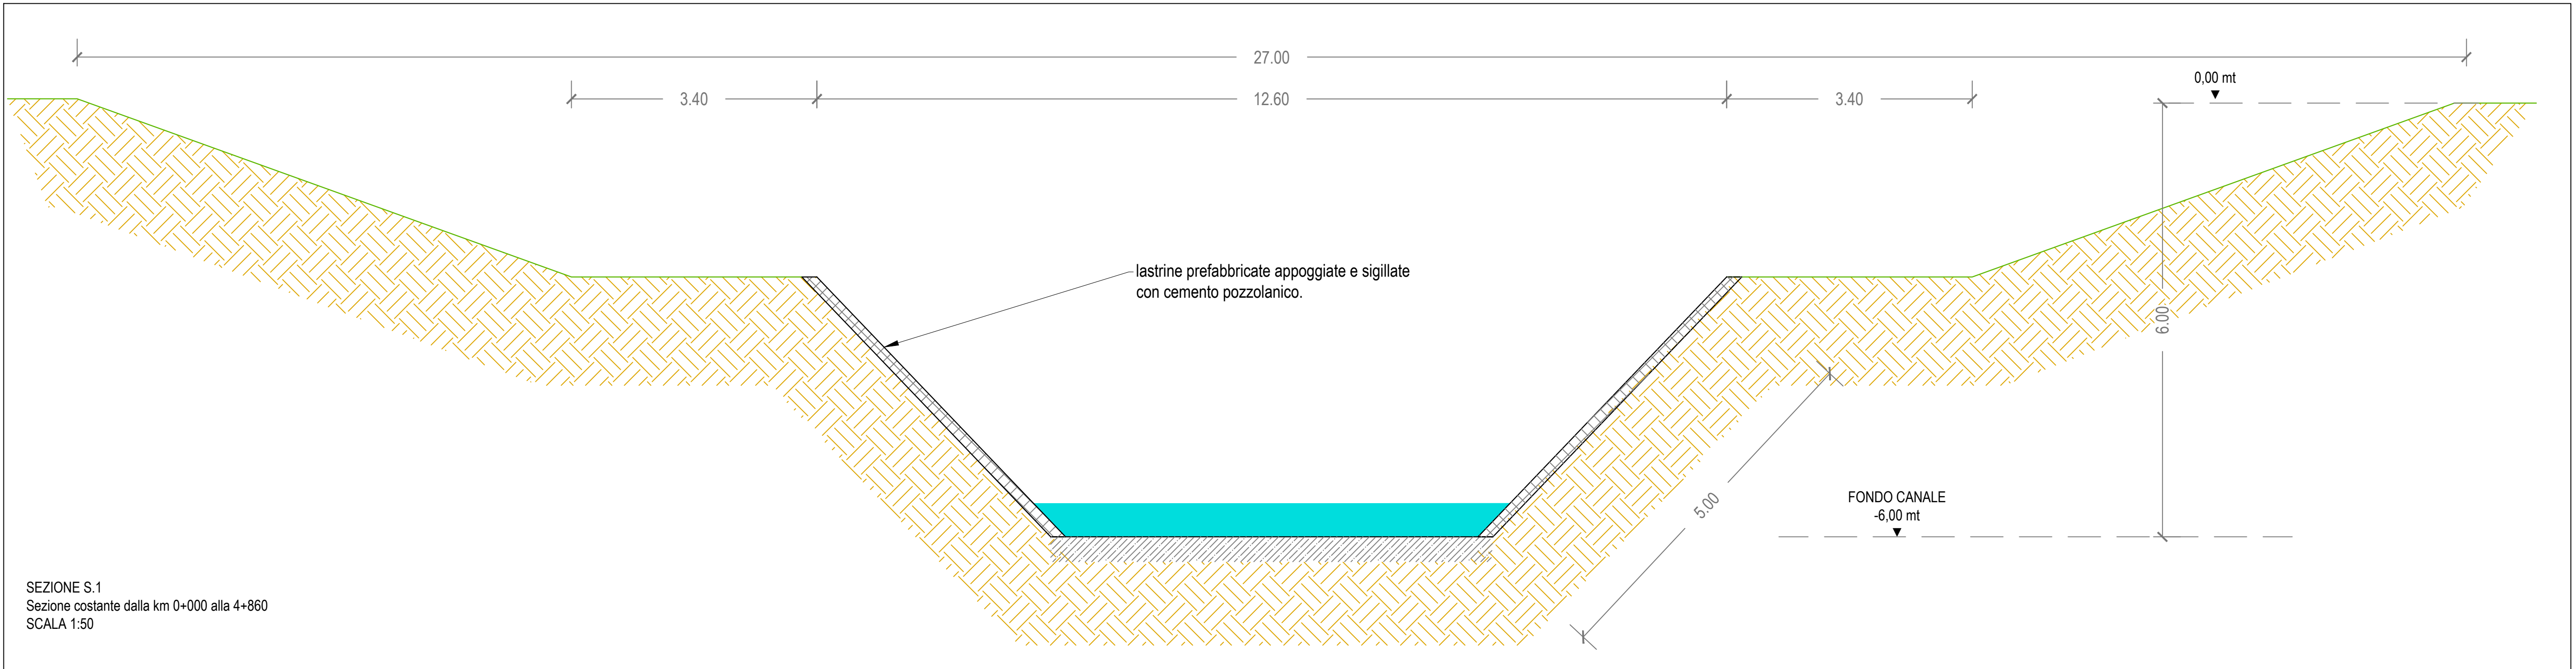 27.00
3.40
12.60
3.40
0,00 mt
lastrine prefabbricate appoggiate e sigillate
con cemento pozzolanico.
6.00
5.00
FONDO CANALE
-6,00 mt
SEZIONE S.1
Sezione costante dalla km 0+000 alla 4+860
SCALA 1:50